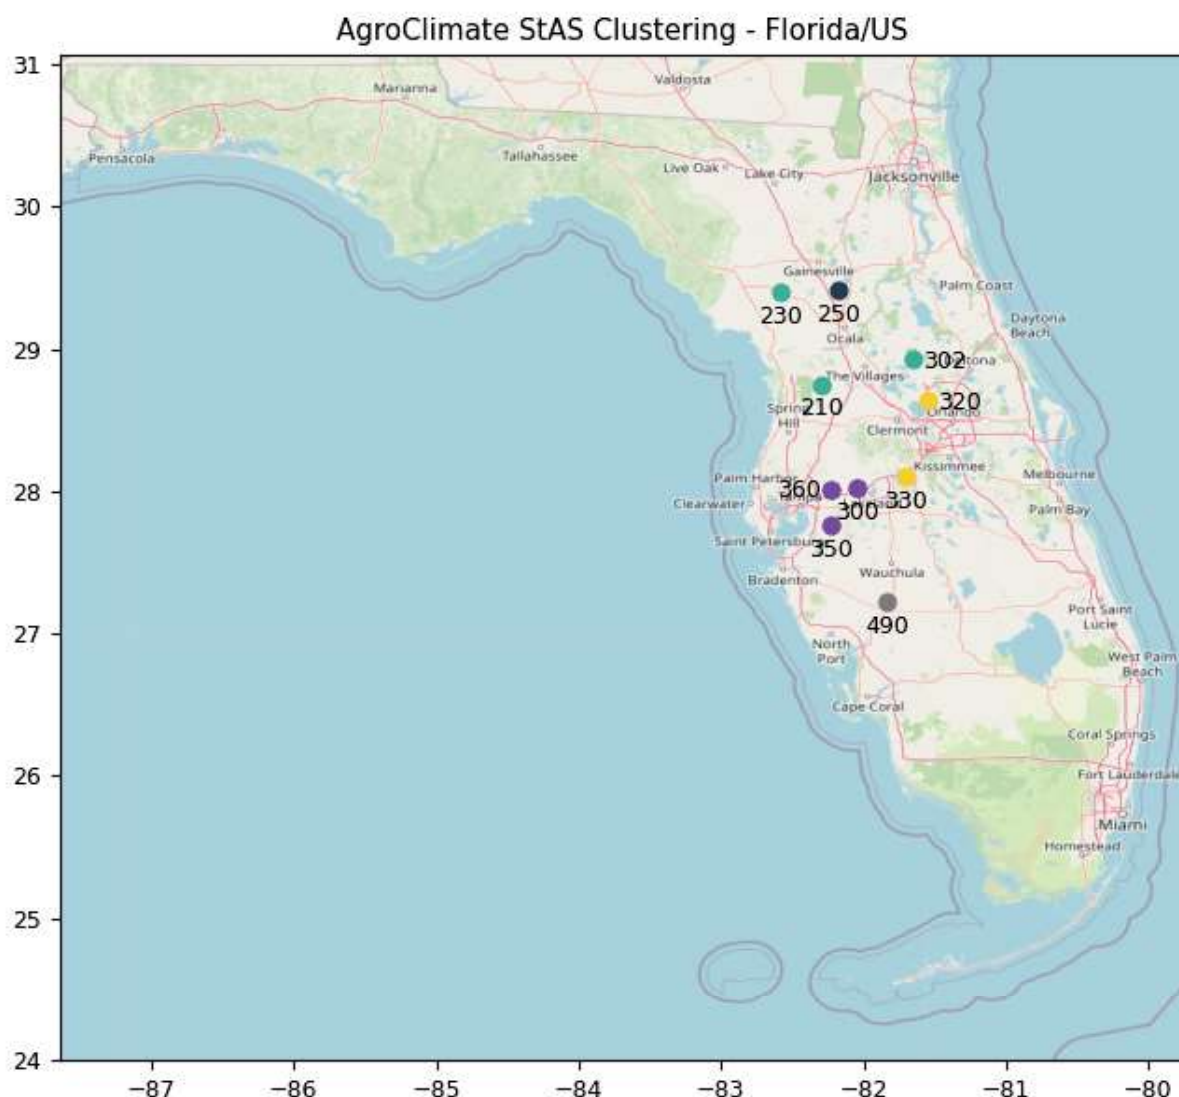 AgroClimate StAS Clustering - Florida/US
31
Valdosta
Marianna
Pensacola
Tallahassee
Live Oak
Lake City
Jacksonville
30
Gainesville
Palm Coast
230
250
Daytona
Beach
Ocala
29
302
The Villages
210
320
Spring
Hill
Orlando
Clermont
Kissimmee
Palm Harbor
Melbourne
28
360
300
330
Clearwater
Palm Bay
Saint Petersburg
350
Bradenton
Wauchula
490
Port Saint
Lucie
27
North
Port
West Palm
Beach
Cape Coral
Coral Springs
26
Fort Lauderdale
Miami
Homestead
25
24
−87
−86
−85
−84
−83
−82
−81
−80